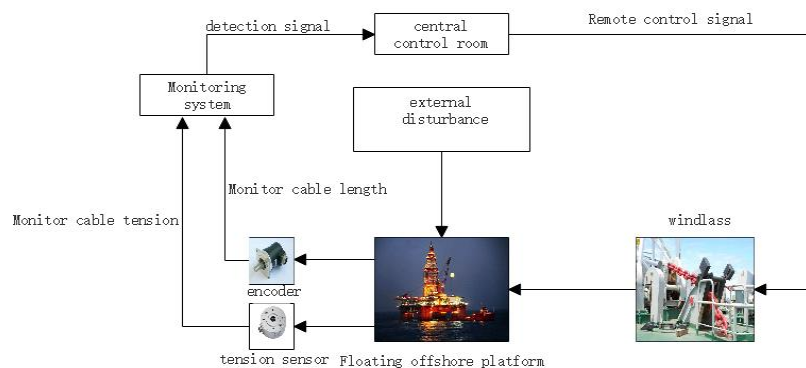 detection signal
central
control room
Remote control signal
Monitoring
system
external
disturbance
Monitor cable length
Monitor cable tension
windlass
encoder
tension sensor
Floating offshore platform